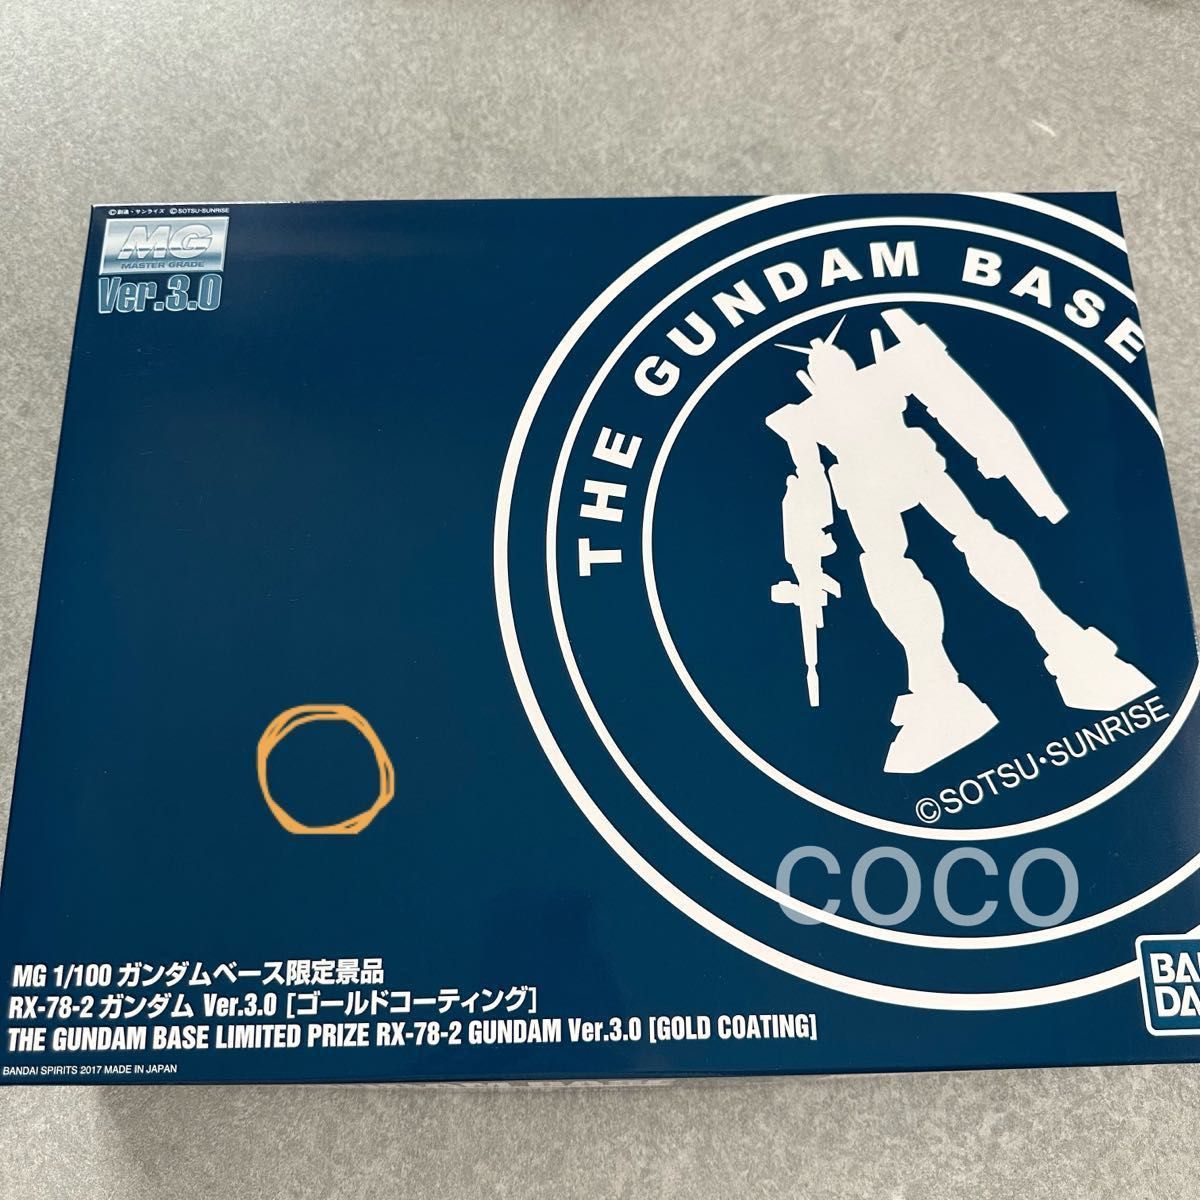 ©創通・サンライズ ©SOTSU・SUNRISE
MG
MASTER GRADE
Ver.3.0
THE GUNDAM BASE
©SOTSU・SUNRISE
COCO
MG 1/100 ガンダムベース限定景品
RX-78-2 ガンダム Ver.3.0 [ゴールドコーティング]
THE GUNDAM BASE LIMITED PRIZE RX-78-2 GUNDAM Ver.3.0 [GOLD COATING]
BANDAI SPIRITS 2017 MADE IN JAPAN
BAN
DA